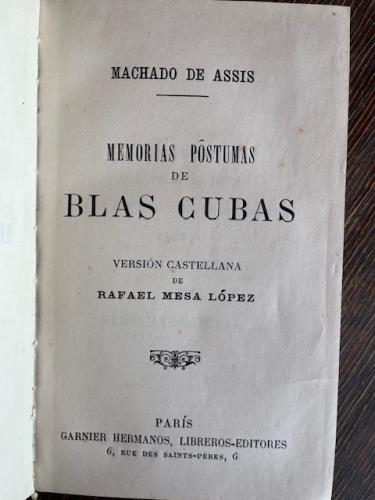 MACHADO DE ASSIS
MEMORIAS PÓSTUMAS
DE
BLAS CUBAS
VERSIÓN CASTELLANA
DE
RAFAEL MESA LÓPEZ
PARÍS
GARNIER HERMANOS, LIBREROS-EDITORES
6, RUE DES SAINTS-PÈRES, 6